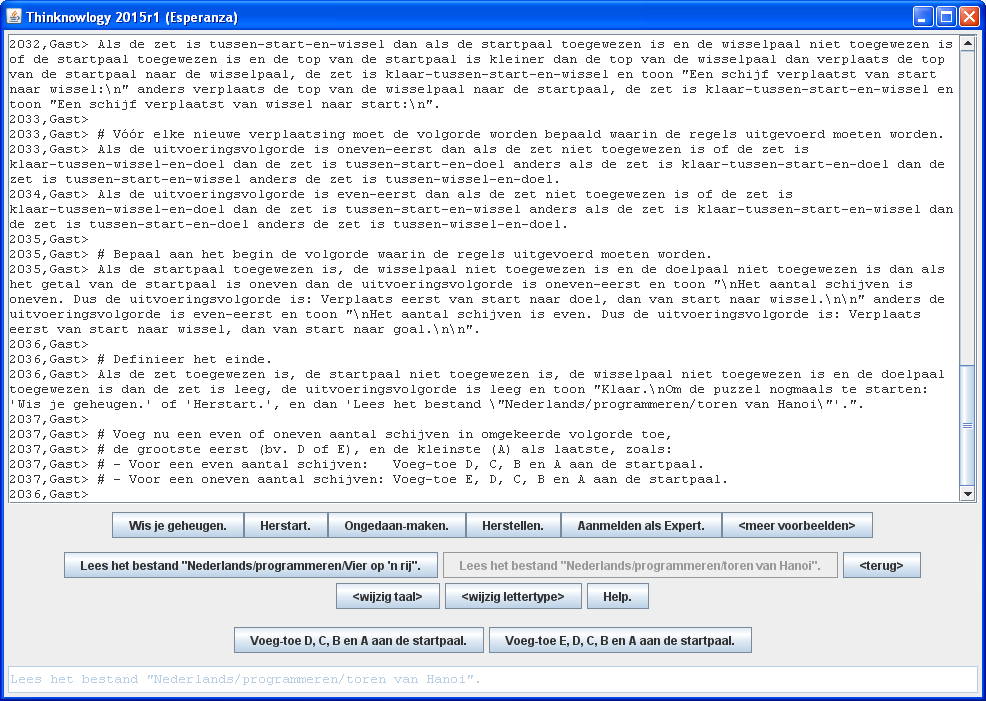 Thinknowlogy 2015r1 (Esperanza)
2032,Gast> Als de zet is tussen-start-en-wissel dan als de startpaal toegewezen is en de wisselpaal niet toegewezen is
of de startpaal toegewezen is en de top van de startpaal is kleiner dan de top van de wisselpaal dan verplaats de top
van de startpaal naar de wisselpaal, de zet is klaar-tussen-start-en-wissel en toon "Een schijf verplaatst van start
naar wissel:\n" anders verplaats de top van de wisselpaal naar de startpaal, de zet is klaar-tussen-start-en-wissel en
toon "Een schijf verplaatst van wissel naar start:\n".
2033,Gast>
2033,Gast> # Vóór elke nieuwe verplaatsing moet de volgorde worden bepaald waarin de regels uitgevoerd moeten worden.
2033,Gast> Als de uitvoeringsvolgorde is oneven-eerst dan als de zet niet toegewezen is of de zet is
klaar-tussen-wissel-en-doel dan de zet is tussen-start-en-doel anders als de zet is klaar-tussen-start-en-doel dan de
zet is tussen-start-en-wissel anders de zet is tussen-wissel-en-doel.
2034,Gast> Als de uitvoeringsvolgorde is even-eerst dan als de zet niet toegewezen is of de zet is
klaar-tussen-wissel-en-doel dan de zet is tussen-start-en-wissel anders als de zet is klaar-tussen-start-en-wissel dan
de zet is tussen-start-en-doel anders de zet is tussen-wissel-en-doel.
2035,Gast>
2035,Gast> # Bepaal aan het begin de volgorde waarin de regels uitgevoerd moeten worden.
2035,Gast> Als de startpaal toegewezen is, de wisselpaal niet toegewezen is en de doelpaal niet toegewezen is dan als
het getal van de startpaal is oneven dan de uitvoeringsvolgorde is oneven-eerst en toon "\nHet aantal schijven is
oneven. Dus de uitvoeringsvolgorde is: Verplaats eerst van start naar doel, dan van start naar wissel.\n\n" anders de
uitvoeringsvolgorde is even-eerst en toon "\nHet aantal schijven is even. Dus de uitvoeringsvolgorde is: Verplaats
eerst van start naar wissel, dan van start naar goal.\n\n".
2036,Gast>
2036,Gast> # Definieer het einde.
2036,Gast> Als de zet toegewezen is, de startpaal niet toegewezen is, de wisselpaal niet toegewezen is en de doelpaal
toegewezen is dan de zet is leeg, de uitvoeringsvolgorde is leeg en toon "Klaar.\nOm de puzzel nogmaals te starten:
'Wis je geheugen.' of 'Herstart.', en dan 'Lees het bestand \"Nederlands/programmeren/toren van Hanoi\"'.".
2037,Gast>
2037,Gast> # Voeg nu een even of oneven aantal schijven in omgekeerde volgorde toe,
2037,Gast> # de grootste eerst (bv. D of E), en de kleinste (A) als laatste, zoals:
2037,Gast> # - Voor een even aantal schijven:   Voeg-toe D, C, B en A aan de startpaal.
2037,Gast> # - Voor een oneven aantal schijven: Voeg-toe E, D, C, B en A aan de startpaal.
2036,Gast>
Wis je geheugen. Herstart. Ongedaan-maken. Herstellen. Aanmelden als Expert. <meer voorbeelden>
Lees het bestand "Nederlands/programmeren/Vier op 'n rij". Lees het bestand "Nederlands/programmeren/toren van Hanoi". <terug>
<wijzig taal> <wijzig lettertype> Help.
Voeg-toe D, C, B en A aan de startpaal. Voeg-toe E, D, C, B en A aan de startpaal.
Lees het bestand "Nederlands/programmeren/toren van Hanoi".